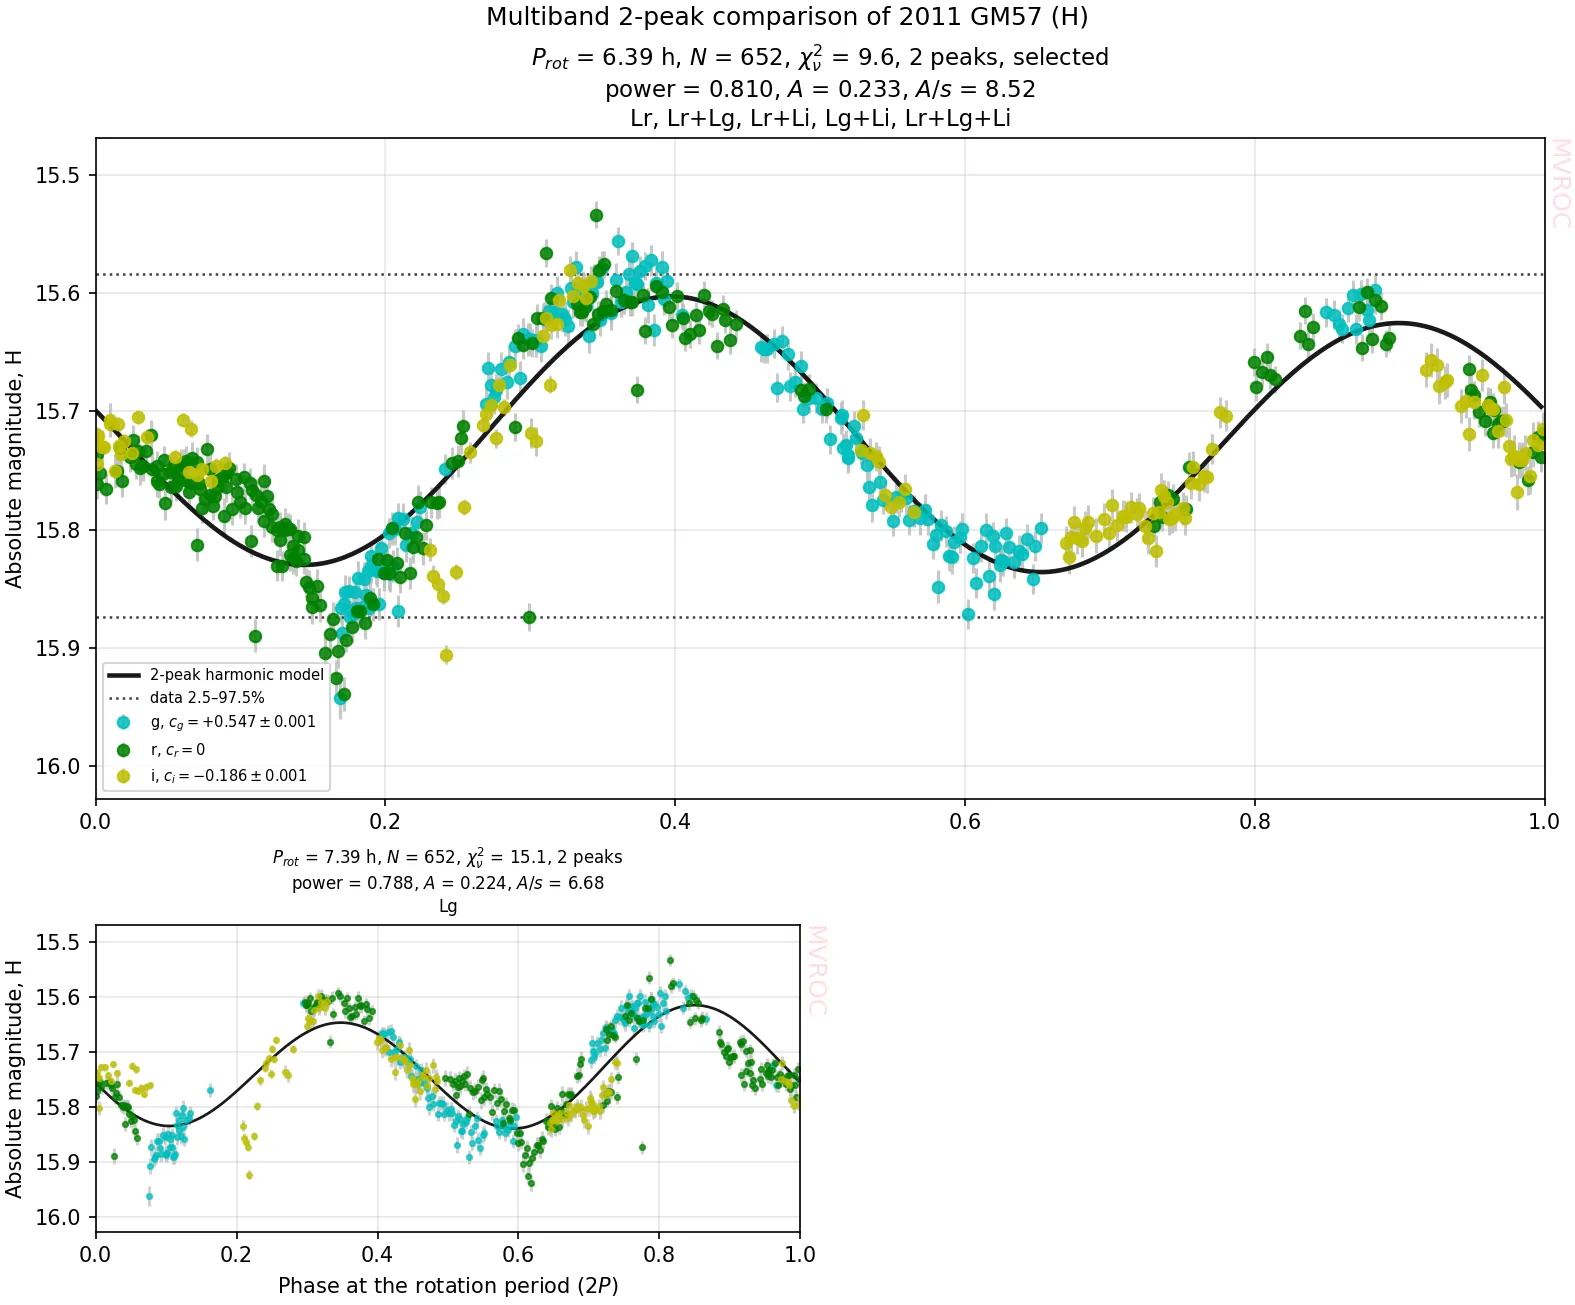 Multiband 2-peak comparison of 2011 GM57 (H)
P_rot = 6.39 h, N = 652, χ²_ν = 9.6, 2 peaks, selected
power = 0.810, A = 0.233, A/s = 8.52
Lr, Lr+Lg, Lr+Li, Lg+Li, Lr+Lg+Li
MVROC
Absolute magnitude, H
15.5
15.6
15.7
15.8
15.9
16.0
2-peak harmonic model
data 2.5–97.5%
g, c_g = +0.547 ± 0.001
r, c_r = 0
i, c_i = −0.186 ± 0.001
0.0 0.2 0.4 0.6 0.8 1.0
P_rot = 7.39 h, N = 652, χ²_ν = 15.1, 2 peaks
power = 0.788, A = 0.224, A/s = 6.68
Lg
MVROC
Absolute magnitude, H
15.5
15.6
15.7
15.8
15.9
16.0
0.0 0.2 0.4 0.6 0.8 1.0
Phase at the rotation period (2P)